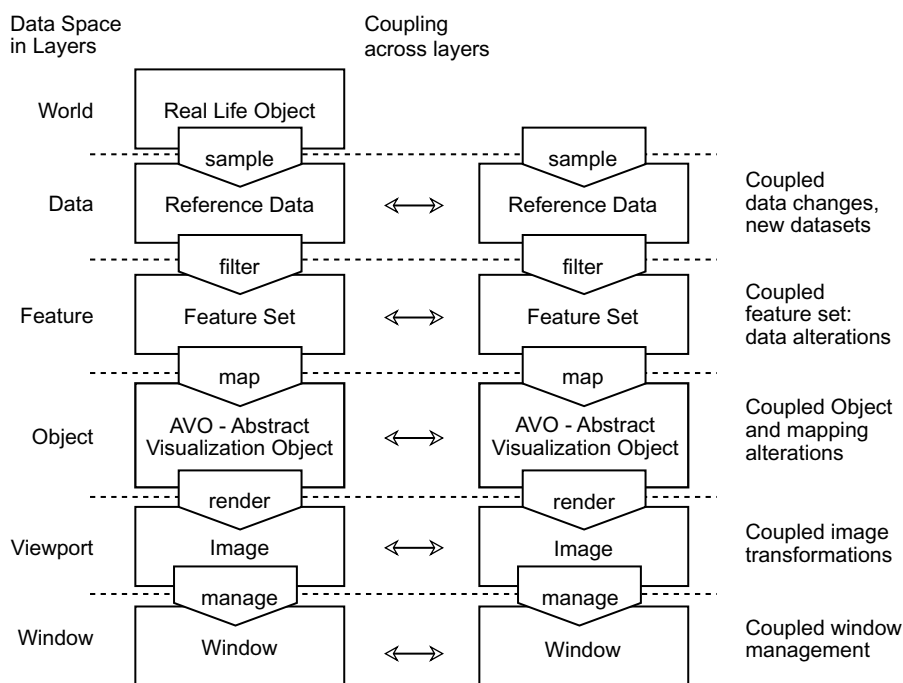 Data Space
in Layers
Coupling
across layers
World
Real Life Object
sample
sample
Data
Reference Data
Reference Data
Coupled
data changes,
new datasets
filter
filter
Feature
Feature Set
Feature Set
Coupled
feature set:
data alterations
map
map
Object
AVO - Abstract
Visualization Object
AVO - Abstract
Visualization Object
Coupled Object
and mapping
alterations
render
render
Viewport
Image
Image
Coupled image
transformations
manage
manage
Window
Window
Window
Coupled window
management